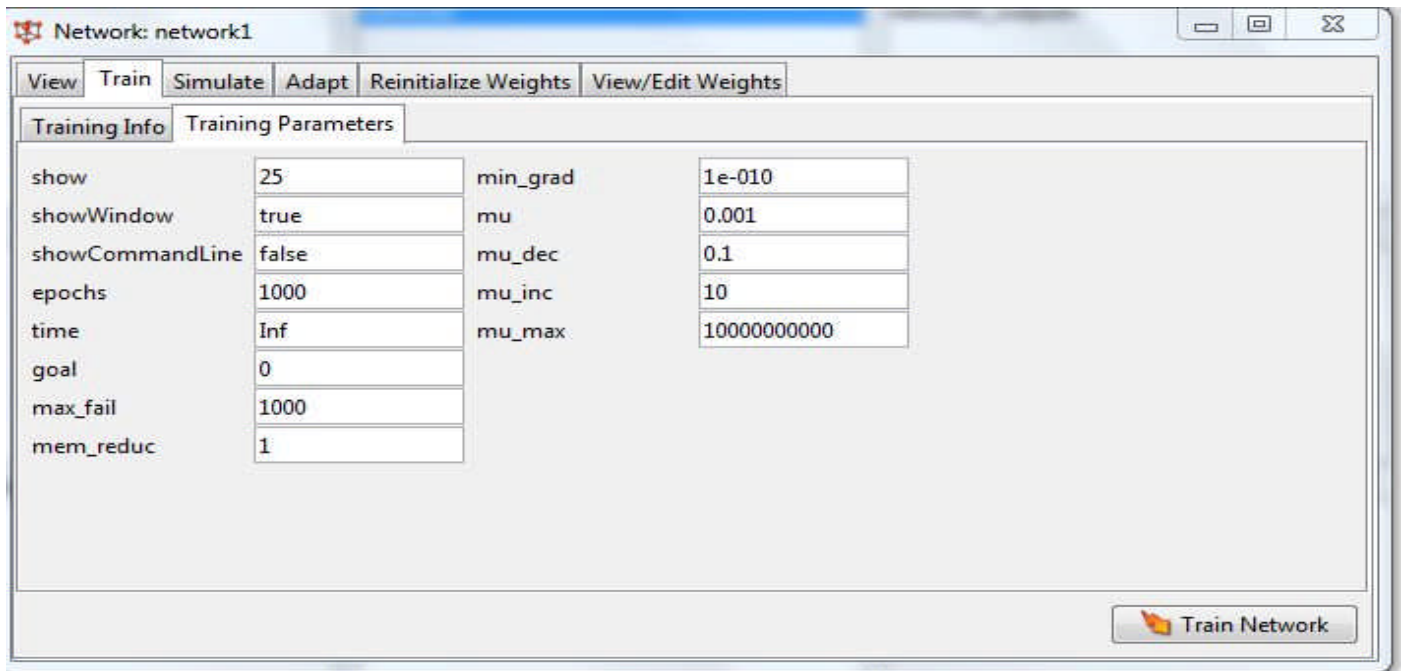 Network: network1
View Train Simulate Adapt Reinitialize Weights View/Edit Weights
Training Info Training Parameters
show 25 min_grad 1e-010
showWindow true mu 0.001
showCommandLine false mu_dec 0.1
epochs 1000 mu_inc 10
time Inf mu_max 10000000000
goal 0
max_fail 1000
mem_reduc 1
Train Network